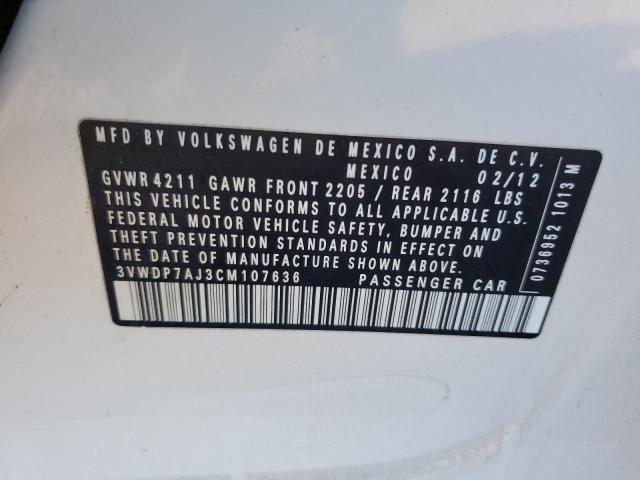 MFD BY VOLKSWAGEN DE MEXICO S.A. DE C.V.
MEXICO 02/12
GVWR 4211 GAWR FRONT 2205 / REAR 2116 LBS
THIS VEHICLE CONFORMS TO ALL APPLICABLE U.S.
FEDERAL MOTOR VEHICLE SAFETY, BUMPER AND
THEFT PREVENTION STANDARDS IN EFFECT ON
THE DATE OF MANUFACTURE SHOWN ABOVE.
3VWDP7AJ3CM107636 PASSENGER CAR
0736952 1013 M